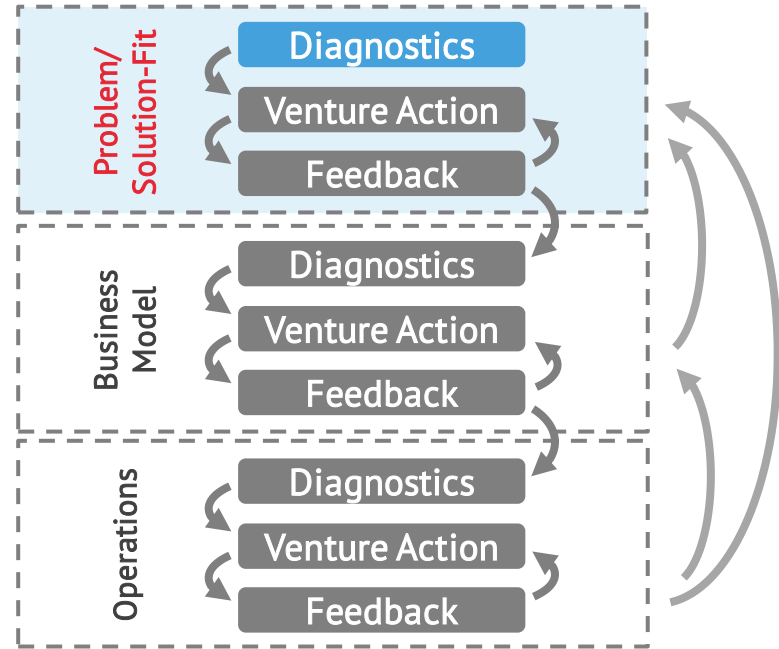 Problem/
Solution-Fit
Diagnostics
Venture Action
Feedback
Business
Model
Diagnostics
Venture Action
Feedback
Operations
Diagnostics
Venture Action
Feedback